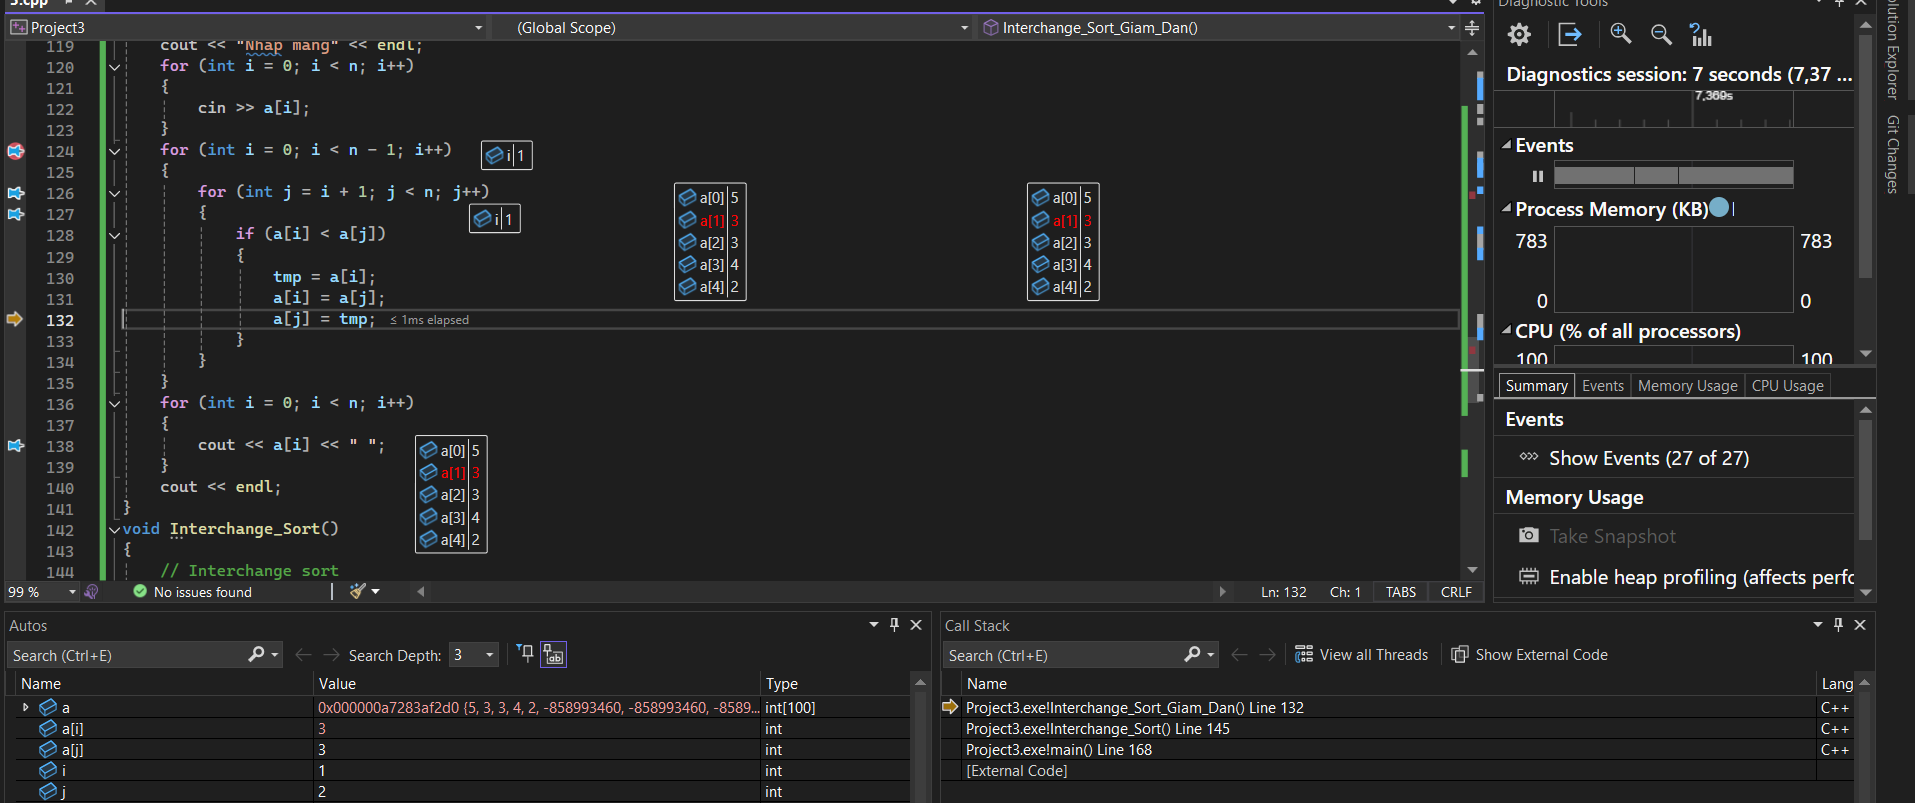 3.cpp
Diagnostic Tools
Project3
(Global Scope)
Interchange_Sort_Giam_Dan()
119 cout << "Nhap mang" << endl;
120 for (int i = 0; i < n; i++)
121 {
122 cin >> a[i];
123 }
124 for (int i = 0; i < n - 1; i++)
i 1
125 {
126 for (int j = i + 1; j < n; j++)
127 {
i 1
128 if (a[i] < a[j])
129 {
130 tmp = a[i];
131 a[i] = a[j];
132 a[j] = tmp; ≤ 1ms elapsed
133 }
134 }
135 }
136 for (int i = 0; i < n; i++)
137 {
138 cout << a[i] << " ";
139 }
140 cout << endl;
141 }
142 void Interchange_Sort()
143 {
144 // Interchange sort
a[0] 5
a[1] 3
a[2] 3
a[3] 4
a[4] 2
a[0] 5
a[1] 3
a[2] 3
a[3] 4
a[4] 2
a[0] 5
a[1] 3
a[2] 3
a[3] 4
a[4] 2
99 %
No issues found
Ln: 132 Ch: 1 TABS CRLF
Diagnostics session: 7 seconds (7,37 ...
7,369s
Events
Process Memory (KB)
783 783
0 0
CPU (% of all processors)
100 100
Summary Events Memory Usage CPU Usage
Events
Show Events (27 of 27)
Memory Usage
Take Snapshot
Enable heap profiling (affects perfo
Solution Explorer
Git Changes
Autos
Search (Ctrl+E) Search Depth: 3
Name Value Type
a 0x000000a7283af2d0 {5, 3, 3, 4, 2, -858993460, -858993460, -8589... int[100]
a[i] 3 int
a[j] 3 int
i 1 int
j 2 int
Call Stack
Search (Ctrl+E) View all Threads Show External Code
Name Lang
Project3.exe!Interchange_Sort_Giam_Dan() Line 132 C++
Project3.exe!Interchange_Sort() Line 145 C++
Project3.exe!main() Line 168 C++
[External Code]